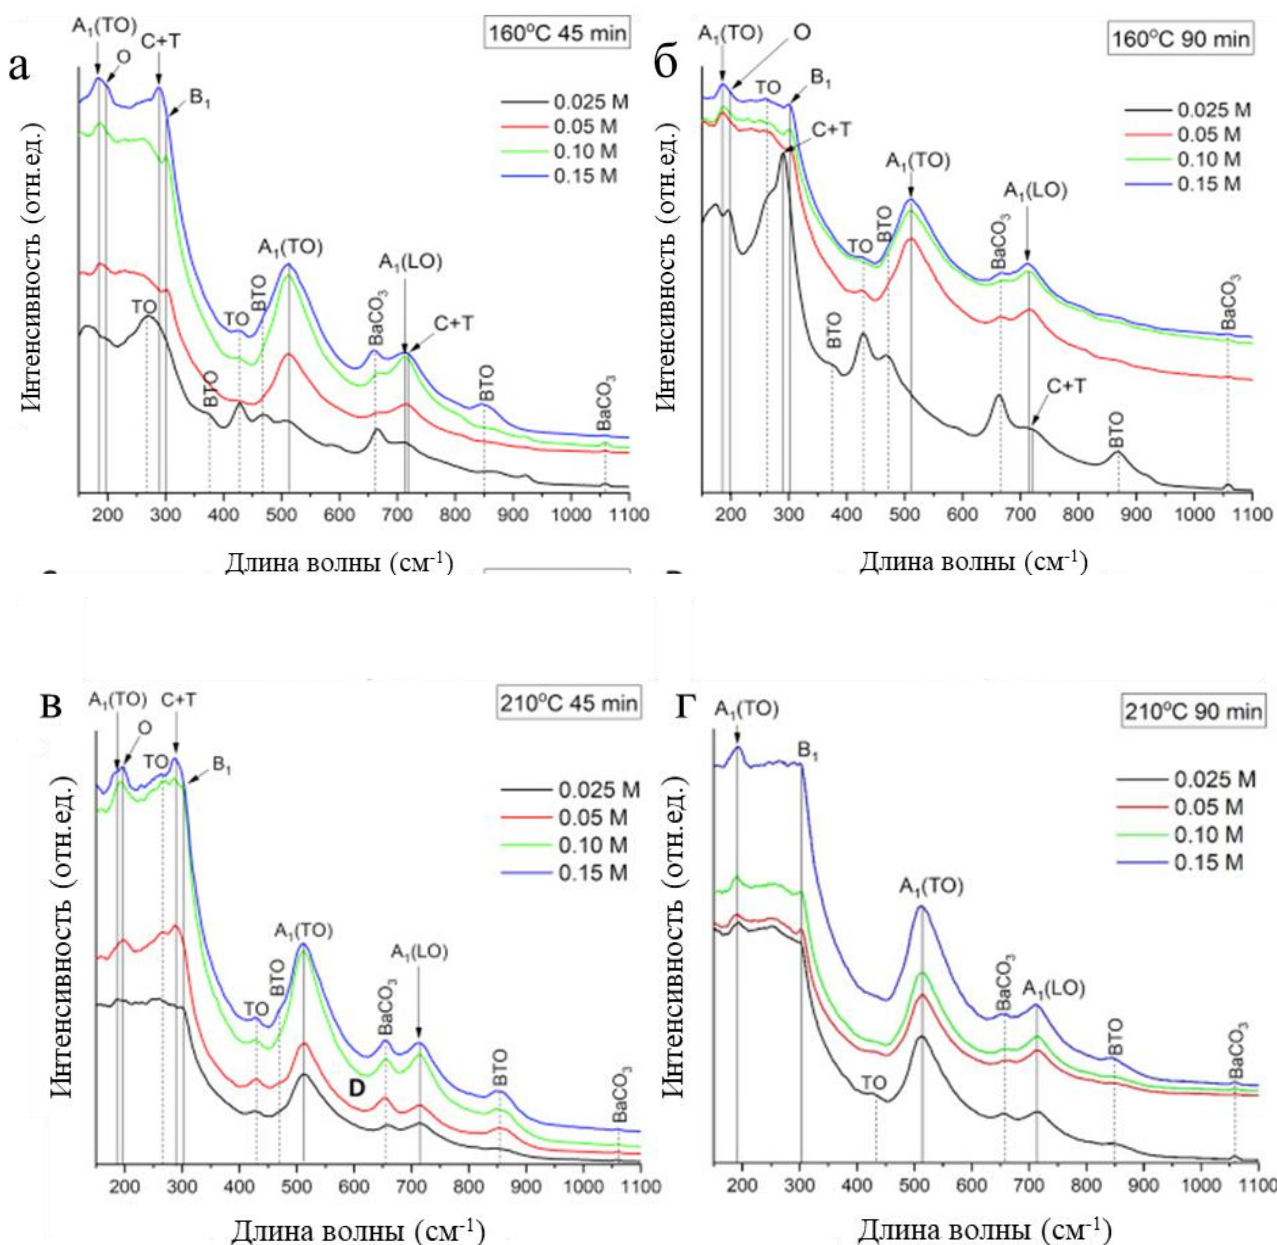 а
160°C 45 min
A₁(TO)
O
C+T
B₁
0.025 M
0.05 M
0.10 M
0.15 M
TO
BTO
TO
BTO
A₁(TO)
BaCO₃
A₁(LO)
C+T
BTO
BaCO₃
Интенсивность (отн.ед.)
200 300 400 500 600 700 800 900 1000 1100
Длина волны (см⁻¹)
б
160°C 90 min
A₁(TO)
O
TO
B₁
C+T
0.025 M
0.05 M
0.10 M
0.15 M
BTO
TO
BTO
A₁(TO)
BaCO₃
A₁(LO)
C+T
BTO
BaCO₃
Интенсивность (отн.ед.)
200 300 400 500 600 700 800 900 1000 1100
Длина волны (см⁻¹)
в
210°C 45 min
A₁(TO)
O
TO
C+T
B₁
0.025 M
0.05 M
0.10 M
0.15 M
TO
BTO
A₁(TO)
D
BaCO₃
A₁(LO)
BTO
BaCO₃
Интенсивность (отн.ед.)
200 300 400 500 600 700 800 900 1000 1100
Длина волны (см⁻¹)
г
210°C 90 min
A₁(TO)
B₁
0.025 M
0.05 M
0.10 M
0.15 M
TO
A₁(TO)
BaCO₃
A₁(LO)
BTO
BaCO₃
Интенсивность (отн.ед.)
200 300 400 500 600 700 800 900 1000 1100
Длина волны (см⁻¹)